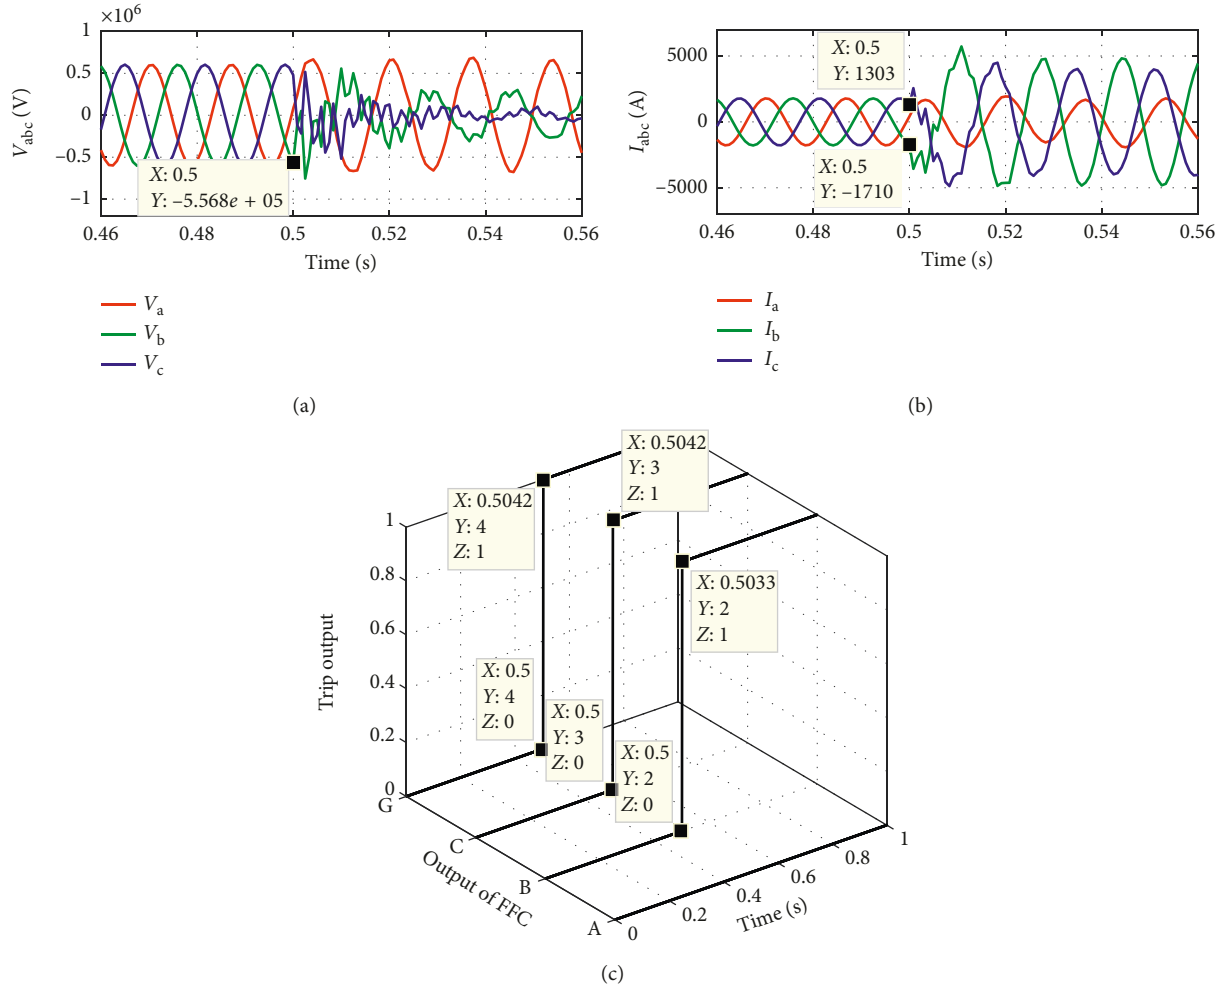 ×10⁶
1
0.5
0
−0.5
−1
V_abc (V)
X: 0.5
Y: −5.568e + 05
0.46 0.48 0.5 0.52 0.54 0.56
Time (s)
V_a
V_b
V_c
(a)
5000
0
−5000
I_abc (A)
X: 0.5
Y: 1303
X: 0.5
Y: −1710
0.46 0.48 0.5 0.52 0.54 0.56
Time (s)
I_a
I_b
I_c
(b)
X: 0.5042
Y: 3
Z: 1
X: 0.5042
Y: 4
Z: 1
X: 0.5033
Y: 2
Z: 1
X: 0.5
Y: 4
Z: 0
X: 0.5
Y: 3
Z: 0
X: 0.5
Y: 2
Z: 0
1
0.8
0.6
0.4
0.2
0
Trip output
G
C
B
A
Output of FFC
0
0.2
0.4
0.6
0.8
1
Time (s)
(c)